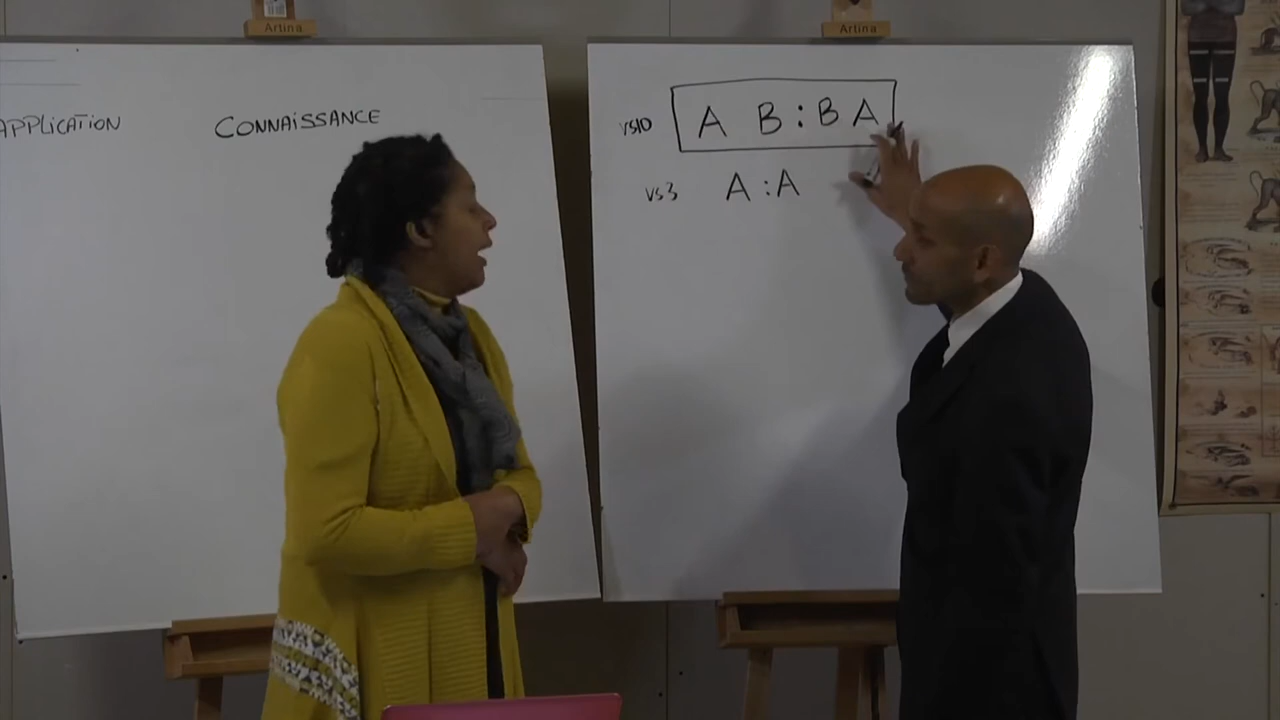 Artina
Artina
APPLICATION
CONNAISSANCE
VS10 A B : B A
VS3 A : A